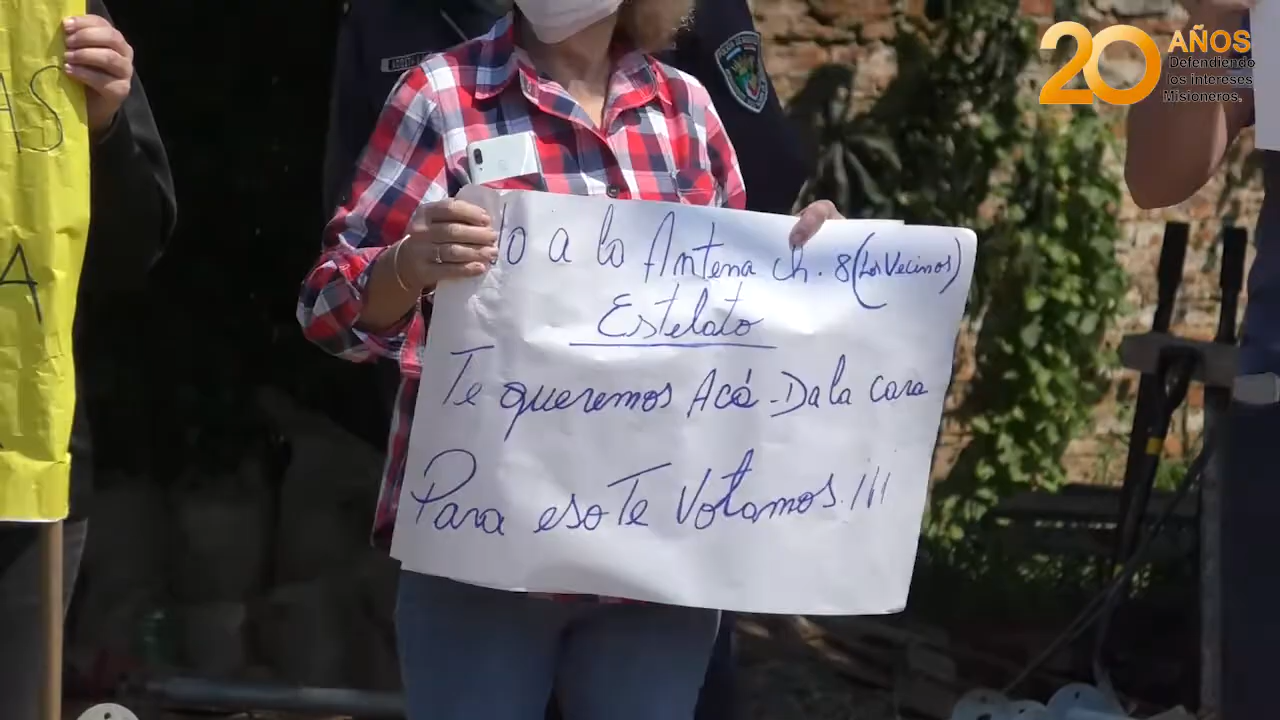 AS
A
20 AÑOS
Defendiendo
los intereses
Misioneros.
No a la Antena ch. 8 (Los Vecinos)
Estelato
Te queremos Acá - Da la cara
Para eso Te Votamos.!!!